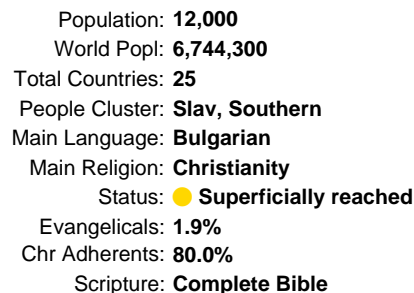 Population: 12,000
World Popl: 6,744,300
Total Countries: 25
People Cluster: Slav, Southern
Main Language: Bulgarian
Main Religion: Christianity
Status: Superficially reached
Evangelicals: 1.9%
Chr Adherents: 80.0%
Scripture: Complete Bible